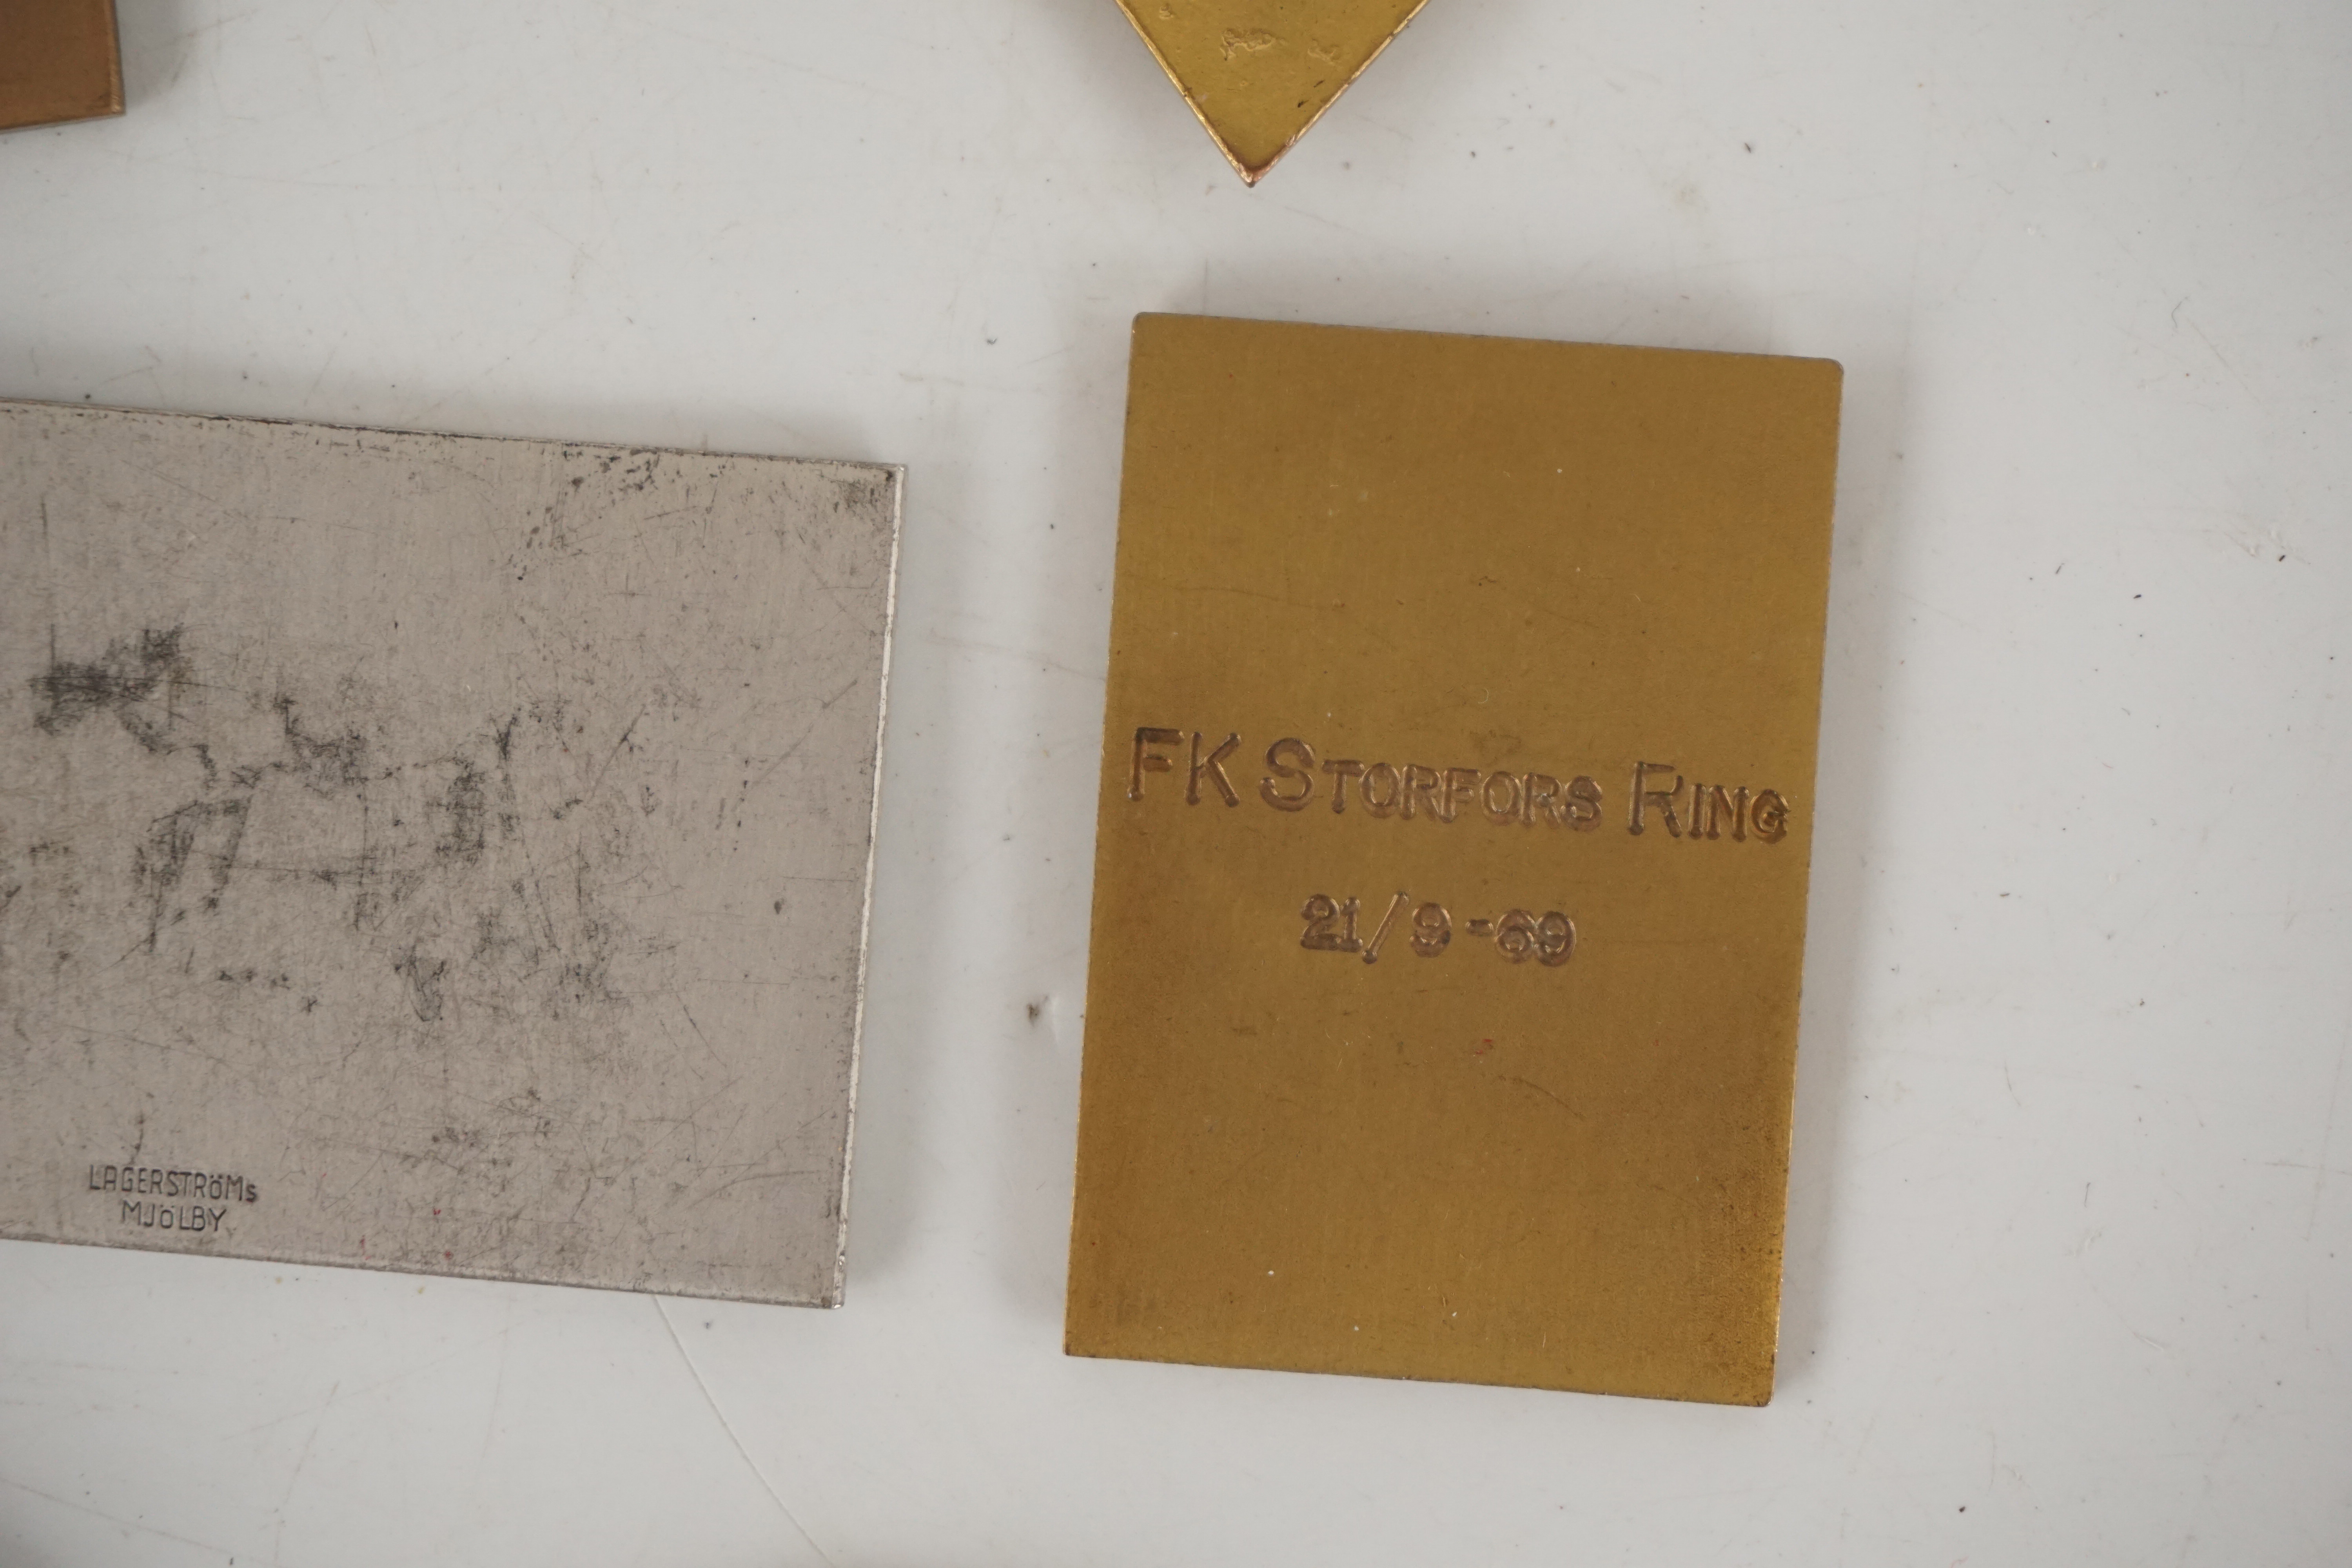 LAGERSTRÖMs
MJÖLBY
FK STORFORS RING
21/9-69